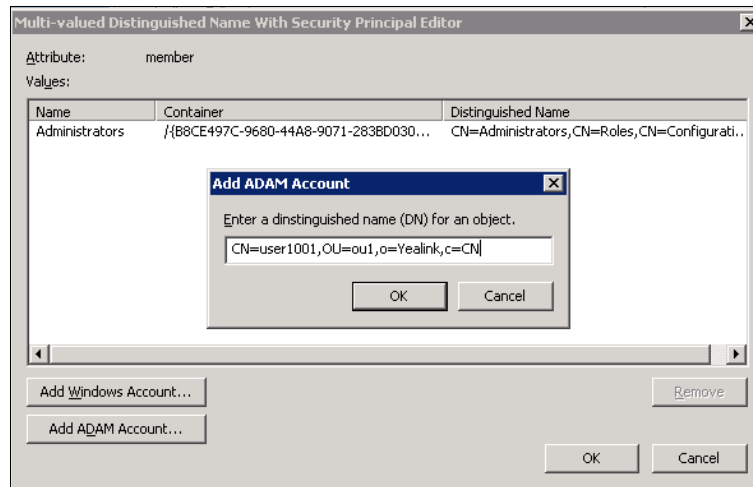 Multi-valued Distinguished Name With Security Principal Editor
Attribute: member
Values:
Name Container Distinguished Name
Administrators /{B8CE497C-9680-44A8-9071-283BD030... CN=Administrators,CN=Roles,CN=Configurati..
Add ADAM Account
Enter a dinstinguished name (DN) for an object.
CN=user1001,OU=ou1,o=Yealink,c=CN
OK Cancel
Add Windows Account... Remove
Add ADAM Account...
OK Cancel